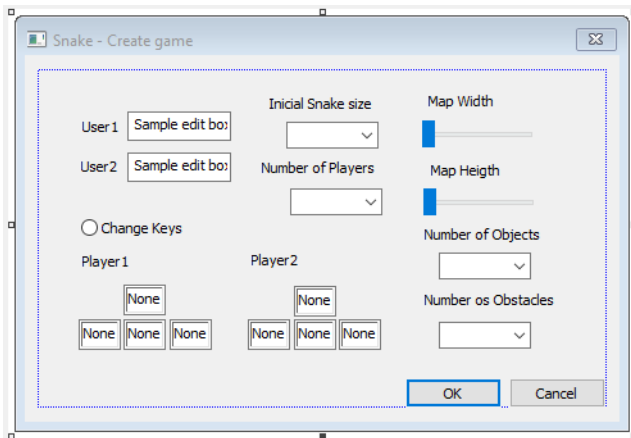 Snake - Create game
User1 Sample edit box
User2 Sample edit box
Inicial Snake size
Number of Players
Map Width
Map Heigth
Change Keys
Player1
None
None None None
Player2
None
None None None
Number of Objects
Number os Obstacles
OK Cancel